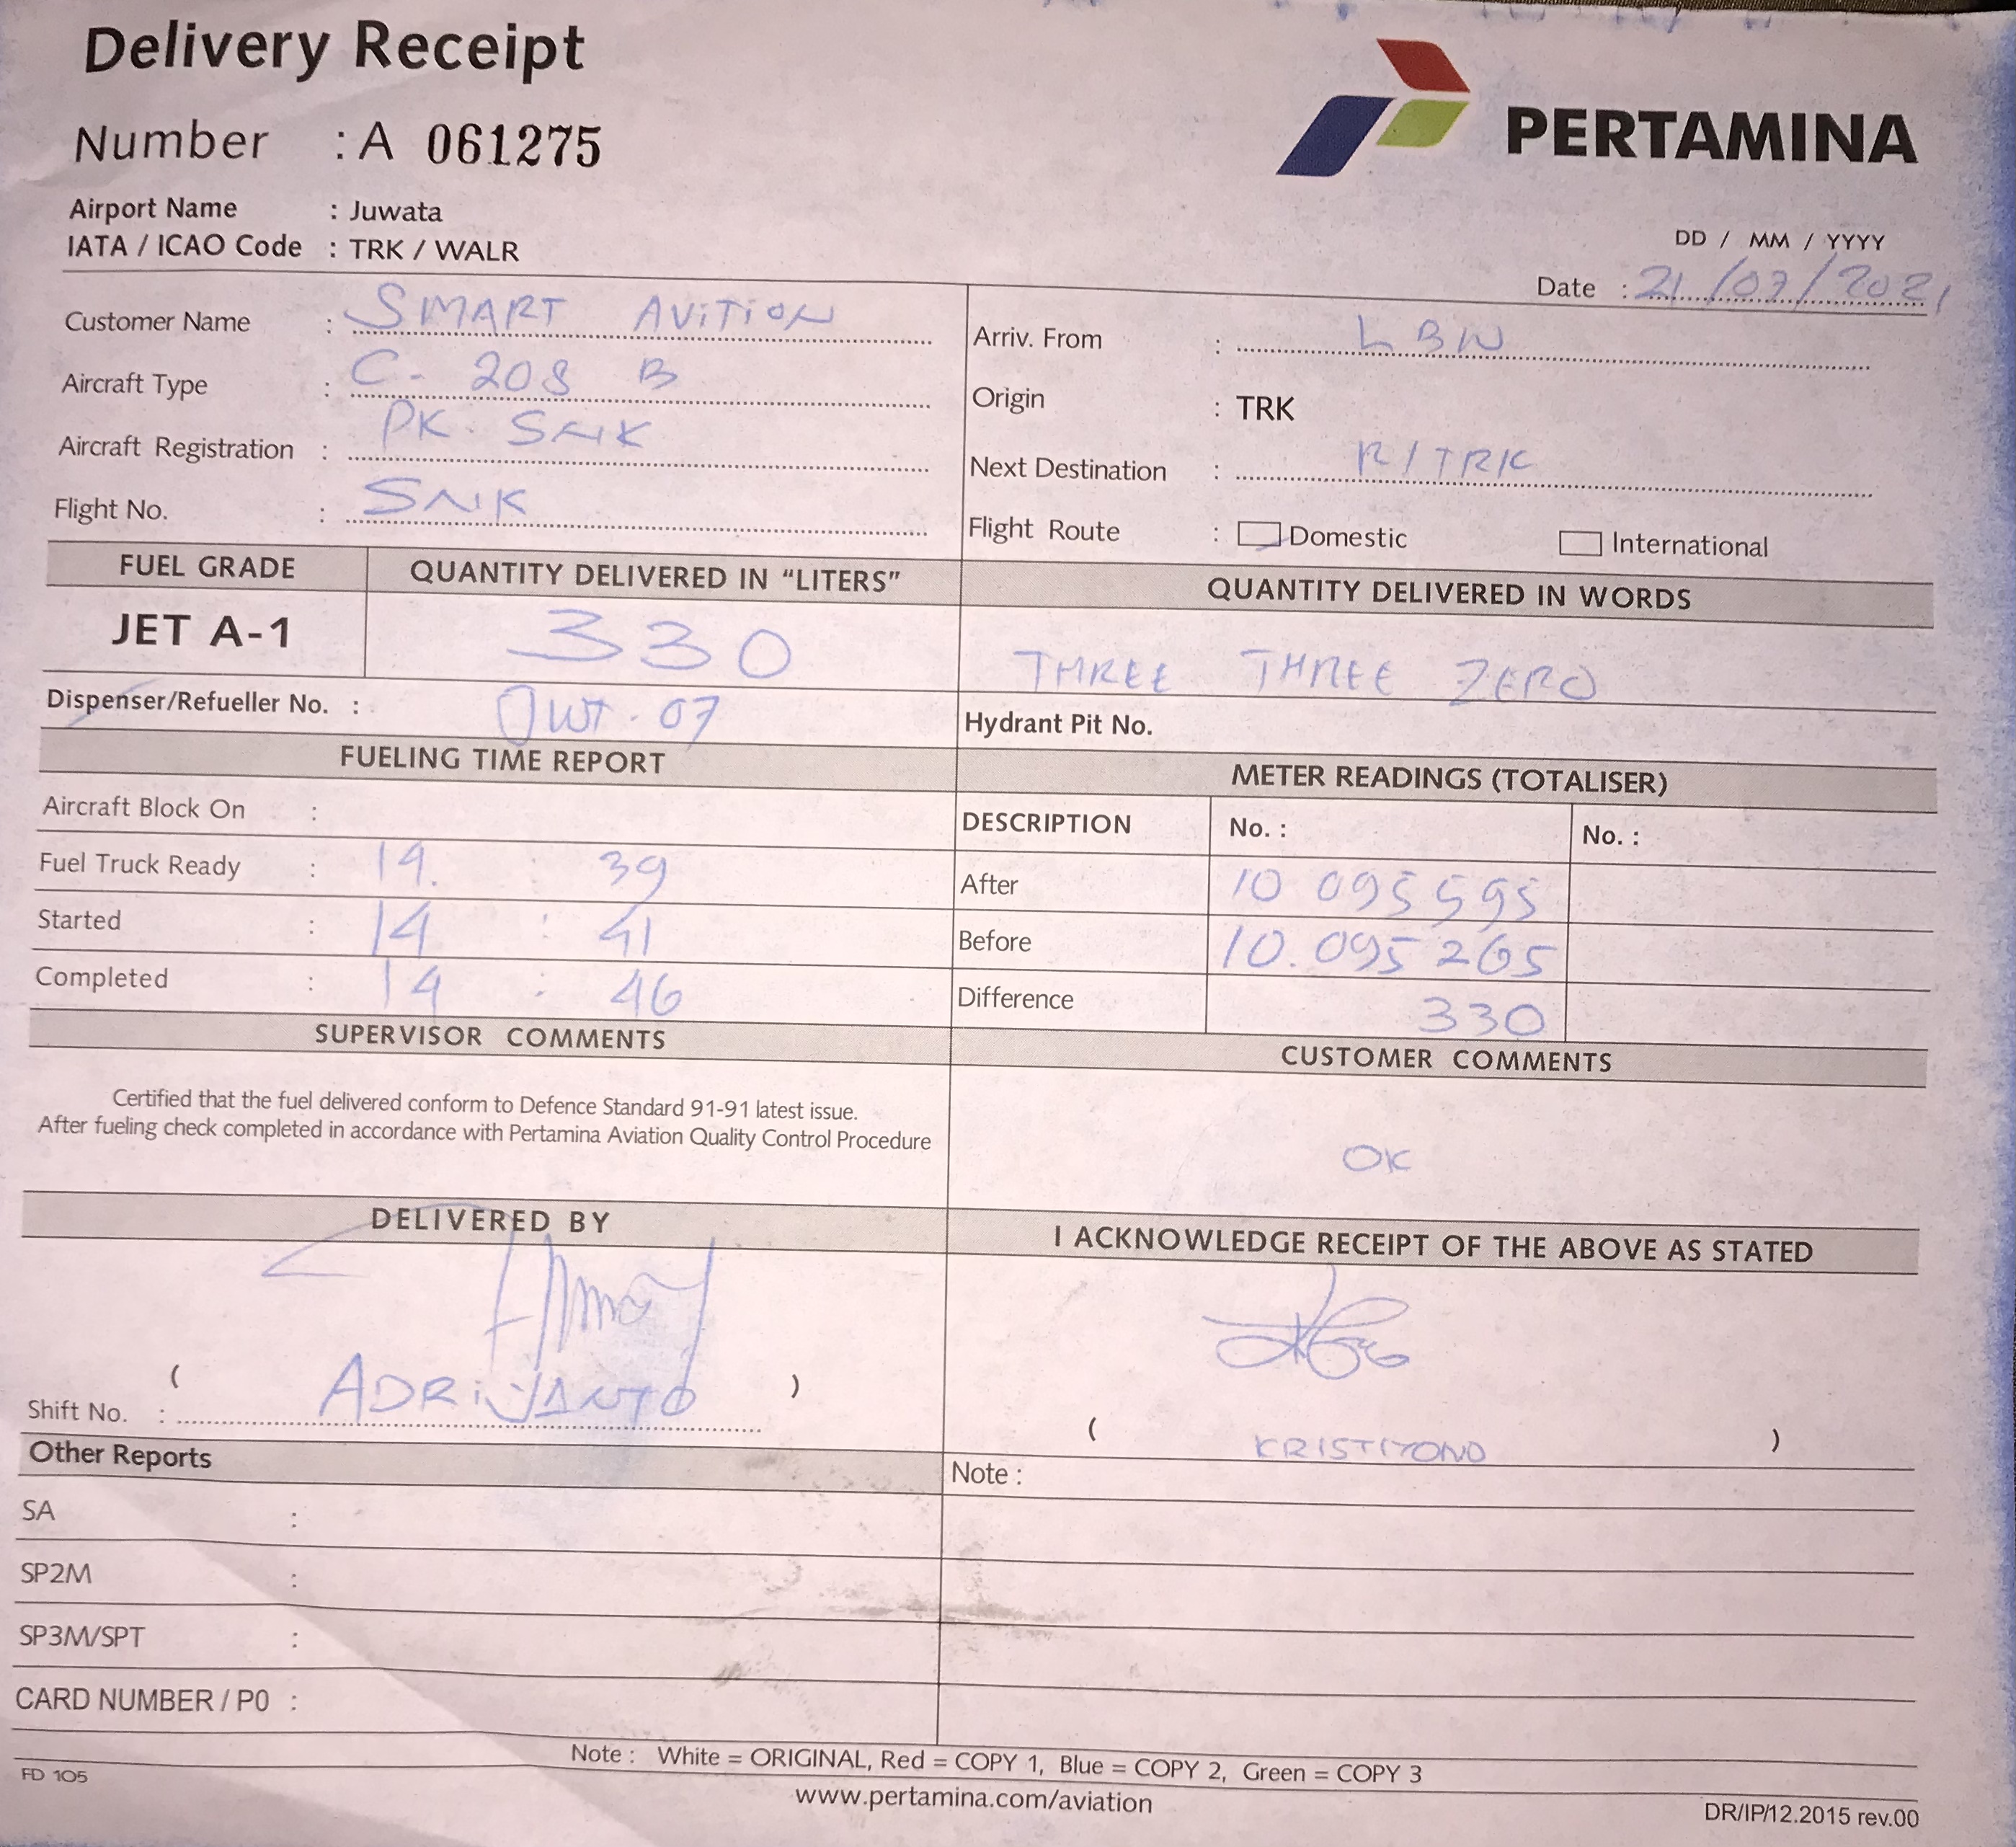 Delivery Receipt
PERTAMINA
Number : A 061275
Airport Name : Juwata
IATA / ICAO Code : TRK / WALR
DD / MM / YYYY
Date : 21/07/2021
Customer Name : SMART AViTiON
Arriv. From : LBW
Aircraft Type : C- 208 B
Origin : TRK
Aircraft Registration : PK-SNK
Next Destination : R/TRK
Flight No. : SNK
Flight Route : Domestic International
FUEL GRADE QUANTITY DELIVERED IN “LITERS” QUANTITY DELIVERED IN WORDS
JET A-1 330 THREE THREE ZERO
Dispenser/Refueller No. : 07
Hydrant Pit No.
FUELING TIME REPORT
METER READINGS (TOTALISER)
Aircraft Block On :
DESCRIPTION No. : No. :
Fuel Truck Ready : 14. : 39
After 10 095595
Started : 14 : 41
Before 10.095265
Completed : 14 : 46
Difference 330
SUPERVISOR COMMENTS
CUSTOMER COMMENTS
Certified that the fuel delivered conform to Defence Standard 91-91 latest issue.
After fueling check completed in accordance with Pertamina Aviation Quality Control Procedure
OK
DELIVERED BY
I ACKNOWLEDGE RECEIPT OF THE ABOVE AS STATED
( ADRiYANTO )
Shift No. :
( KRISTIYONO )
Other Reports
Note :
SA :
SP2M :
SP3M/SPT :
CARD NUMBER / P0 :
Note : White = ORIGINAL, Red = COPY 1, Blue = COPY 2, Green = COPY 3
FD 105
www.pertamina.com/aviation
DR/IP/12.2015 rev.00